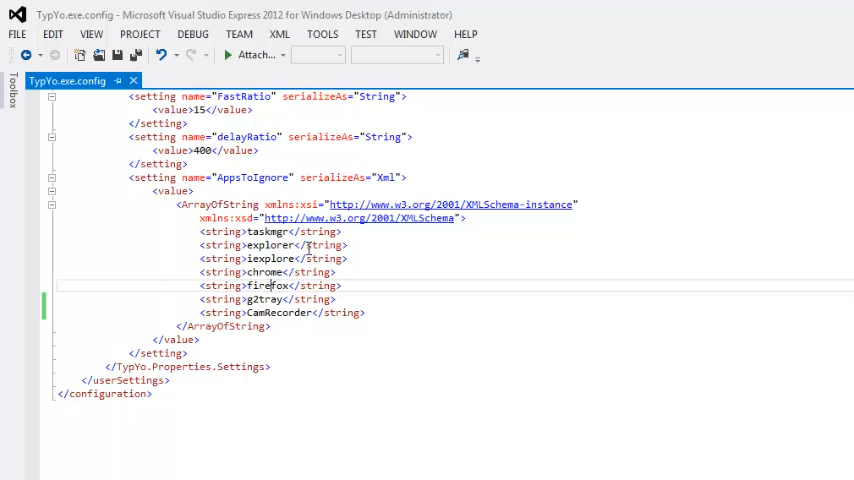 TypYo.exe.config - Microsoft Visual Studio Express 2012 for Windows Desktop (Administrator)
FILE EDIT VIEW PROJECT DEBUG TEAM XML TOOLS TEST WINDOW HELP
Attach...
Toolbox
TypYo.exe.config
<setting name="FastRatio" serializeAs="String">
<value>15</value>
</setting>
<setting name="delayRatio" serializeAs="String">
<value>400</value>
</setting>
<setting name="AppsToIgnore" serializeAs="Xml">
<value>
<ArrayOfString xmlns:xsi="http://www.w3.org/2001/XMLSchema-instance"
xmlns:xsd="http://www.w3.org/2001/XMLSchema">
<string>taskmgr</string>
<string>explorer</string>
<string>iexplore</string>
<string>chrome</string>
<string>firefox</string>
<string>g2tray</string>
<string>CamRecorder</string>
</ArrayOfString>
</value>
</setting>
</TypYo.Properties.Settings>
</userSettings>
</configuration>